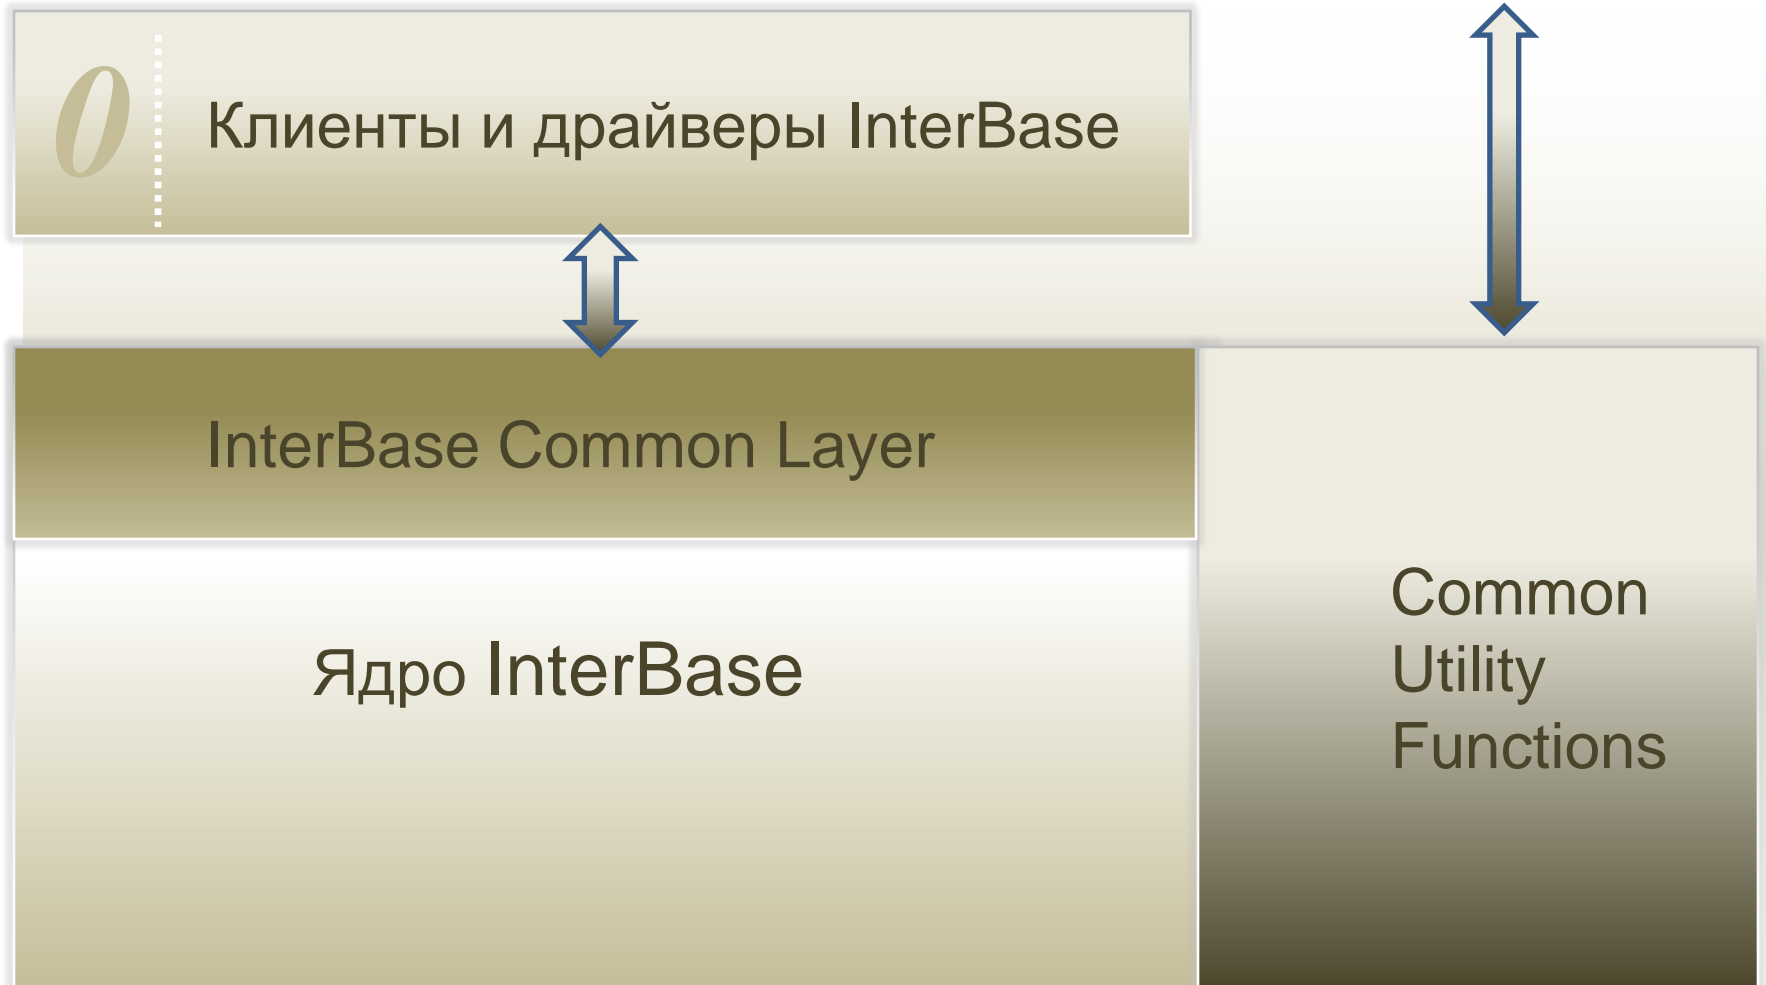 0
Клиенты и драйверы InterBase
InterBase Common Layer
Ядро InterBase
Common
Utility
Functions